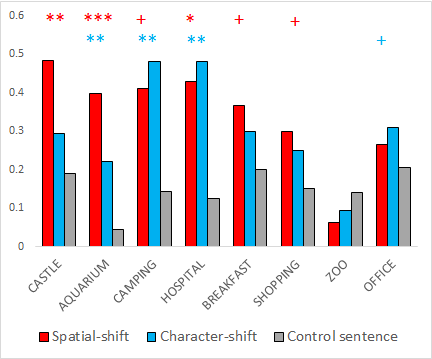 0.6
** *** + * + +
** ** ** +
0.5
0.4
0.3
0.2
0.1
0
CASTLE AQUARIUM CAMPING HOSPITAL BREAKFAST SHOPPING ZOO OFFICE
Spatial-shift Character-shift Control sentence